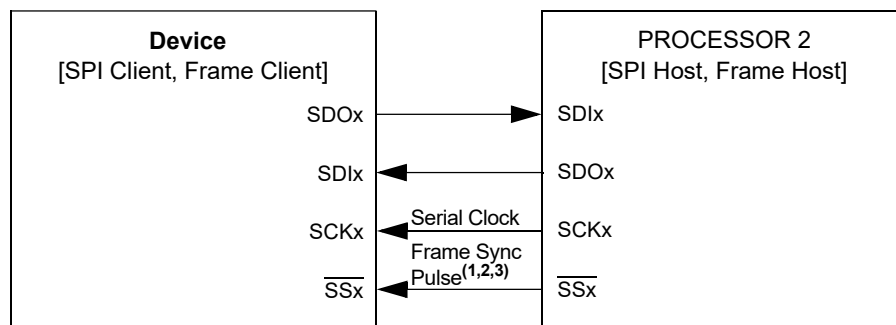 Device
[SPI Client, Frame Client]
PROCESSOR 2
[SPI Host, Frame Host]
SDOx
SDIx
SDIx
SDOx
SCKx
Serial Clock
SCKx
Frame Sync
Pulse(1,2,3)
SSx
SSx